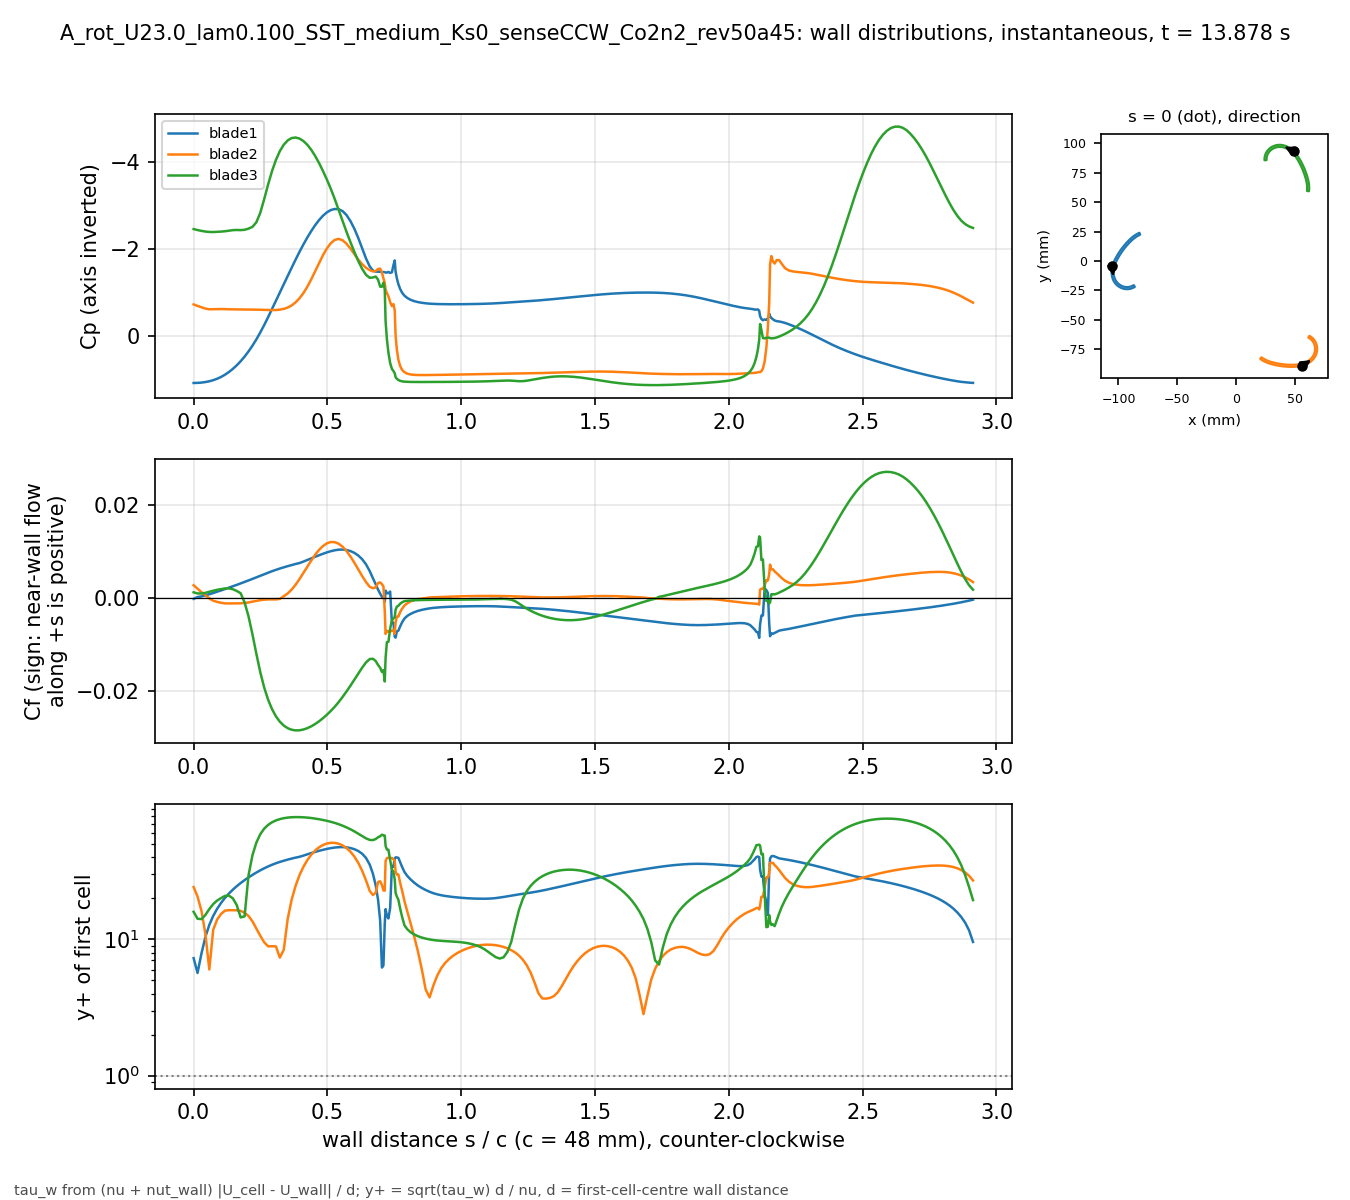 A_rot_U23.0_lam0.100_SST_medium_Ks0_senseCCW_Co2n2_rev50a45: wall distributions, instantaneous, t = 13.878 s
blade1
blade2
blade3
Cp (axis inverted)
−4
−2
0
0.0 0.5 1.0 1.5 2.0 2.5 3.0
s = 0 (dot), direction
y (mm)
100
75
50
25
0
−25
−50
−75
−100 −50 0 50
x (mm)
Cf (sign: near-wall flow
along +s is positive)
0.02
0.00
−0.02
0.0 0.5 1.0 1.5 2.0 2.5 3.0
y+ of first cell
10¹
10⁰
0.0 0.5 1.0 1.5 2.0 2.5 3.0
wall distance s / c (c = 48 mm), counter-clockwise
tau_w from (nu + nut_wall) |U_cell - U_wall| / d; y+ = sqrt(tau_w) d / nu, d = first-cell-centre wall distance